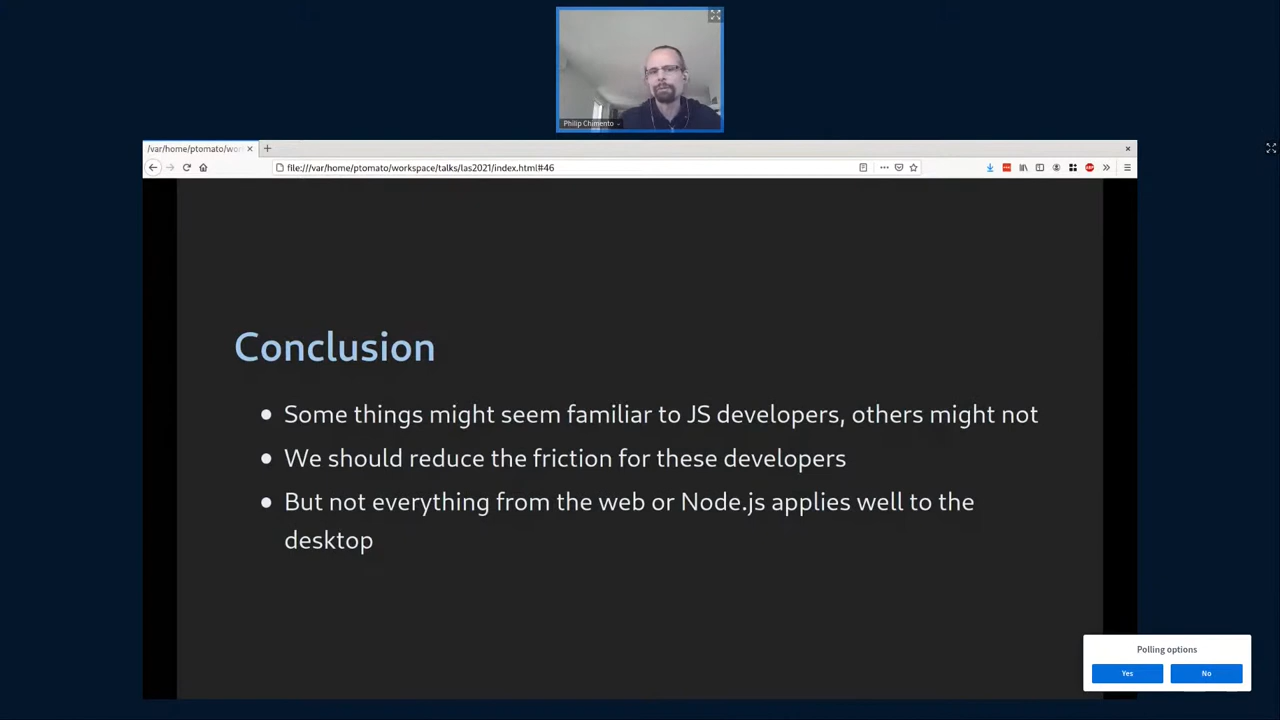 Philip Chimento
/var/home/ptomato/wor
file:///var/home/ptomato/workspace/talks/las2021/index.html#46
Conclusion
Some things might seem familiar to JS developers, others might not
We should reduce the friction for these developers
But not everything from the web or Node.js applies well to the
desktop
Polling options
Yes
No